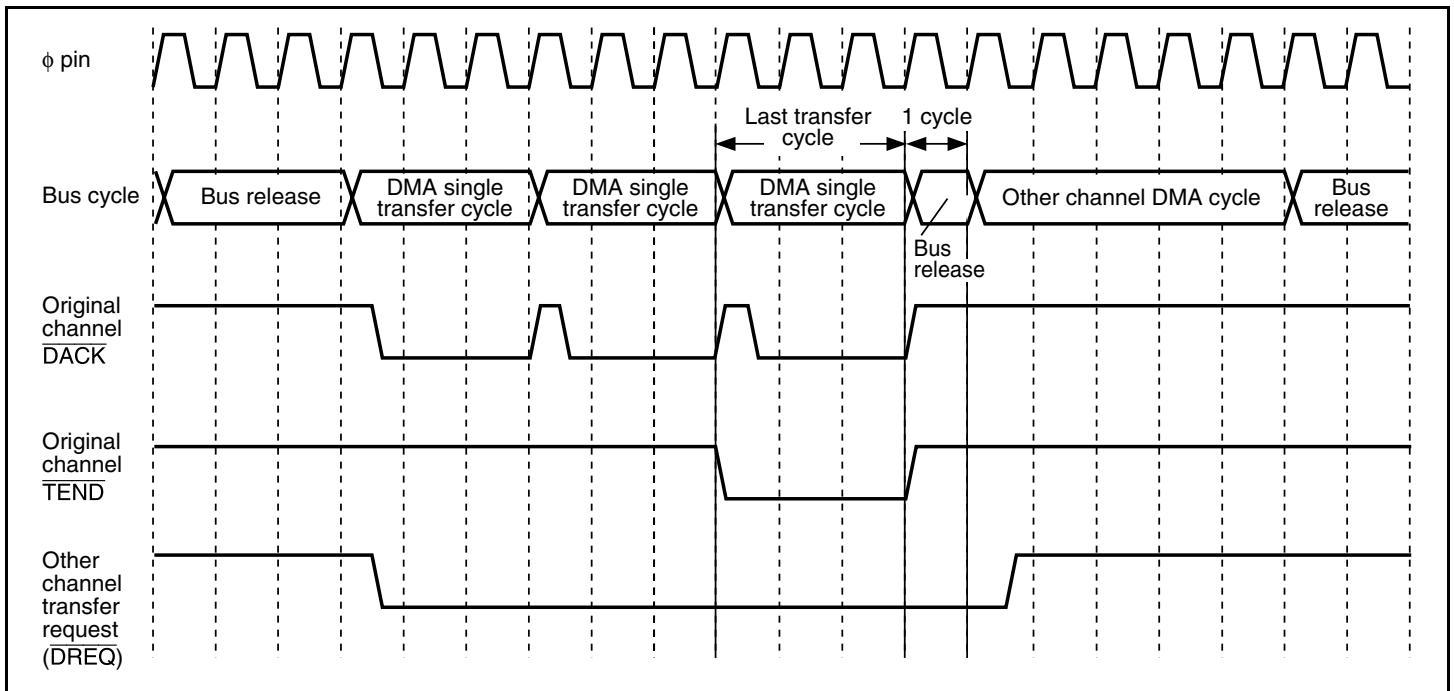 φ pin
Last transfer
cycle
1 cycle
Bus cycle
Bus release
DMA single
transfer cycle
DMA single
transfer cycle
DMA single
transfer cycle
Other channel DMA cycle
Bus
release
Bus
release
Original
channel
DACK
Original
channel
TEND
Other
channel
transfer
request
(DREQ)